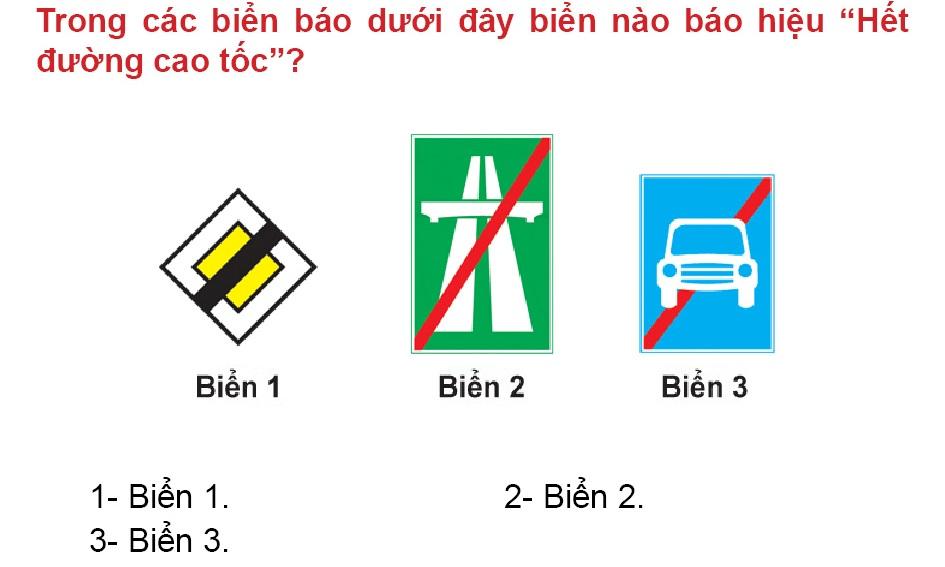 Trong các biển báo dưới đây biển nào báo hiệu “Hết
đường cao tốc”?
Biển 1
Biển 2
Biển 3
1- Biển 1.
2- Biển 2.
3- Biển 3.